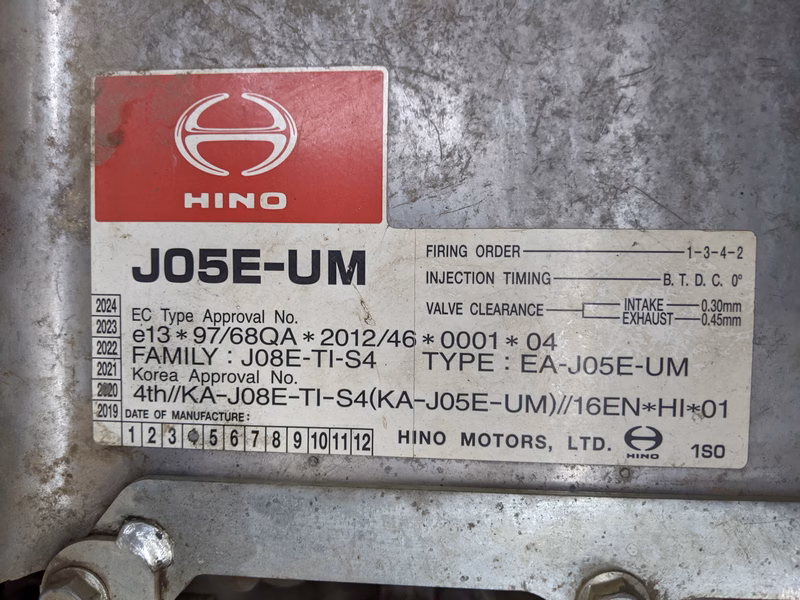 HINO
J05E-UM
FIRING ORDER 1-3-4-2
INJECTION TIMING B. T. D. C. 0°
VALVE CLEARANCE INTAKE 0.30mm
EXHAUST 0.45mm
2024
2023
2022
2021
2020
2019
EC Type Approval No.
e13*97/68QA*2012/46*0001*04
FAMILY : J08E-TI-S4 TYPE : EA-J05E-UM
Korea Approval No.
4th//KA-J08E-TI-S4(KA-J05E-UM)//16EN*HI*01
DATE OF MANUFACTURE:
1 2 3 5 6 7 8 9 10 11 12
HINO MOTORS, LTD. HINO 1S0